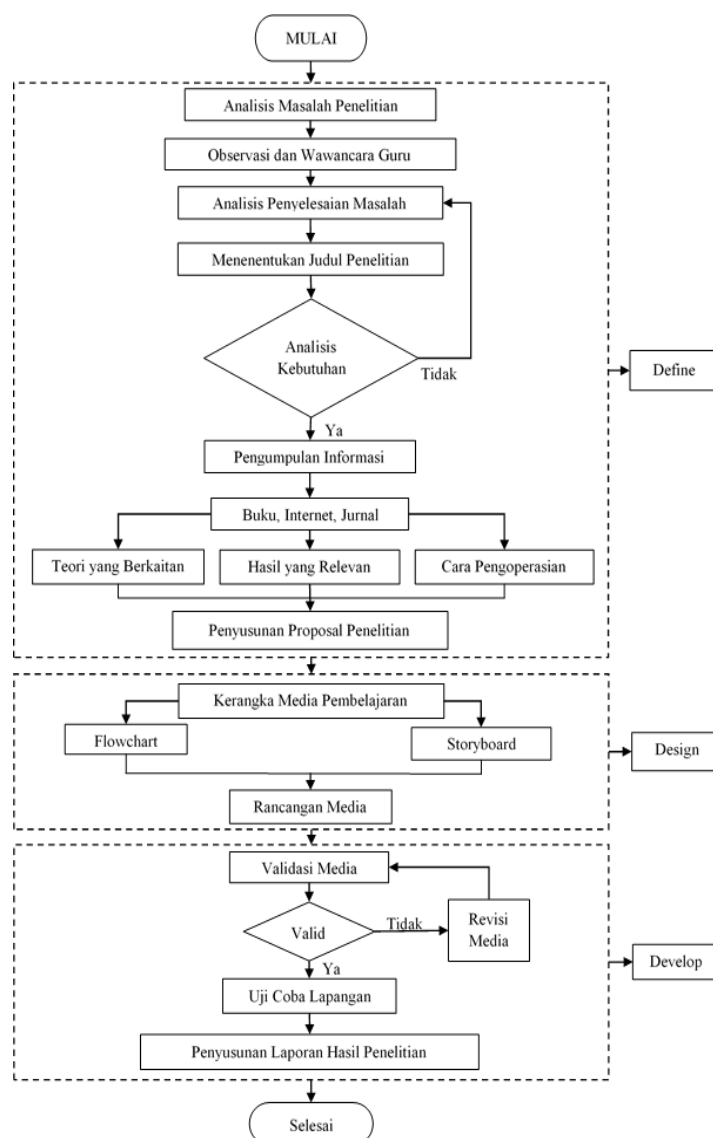 MULAI
Analisis Masalah Penelitian
Observasi dan Wawancara Guru
Analisis Penyelesaian Masalah
Menenentukan Judul Penelitian
Analisis
Kebutuhan
Tidak
Define
Ya
Pengumpulan Informasi
Buku, Internet, Jurnal
Teori yang Berkaitan
Hasil yang Relevan
Cara Pengoperasian
Penyusunan Proposal Penelitian
Kerangka Media Pembelajaran
Flowchart
Storyboard
Design
Rancangan Media
Validasi Media
Valid
Tidak
Revisi
Media
Develop
Ya
Uji Coba Lapangan
Penyusunan Laporan Hasil Penelitian
Selesai